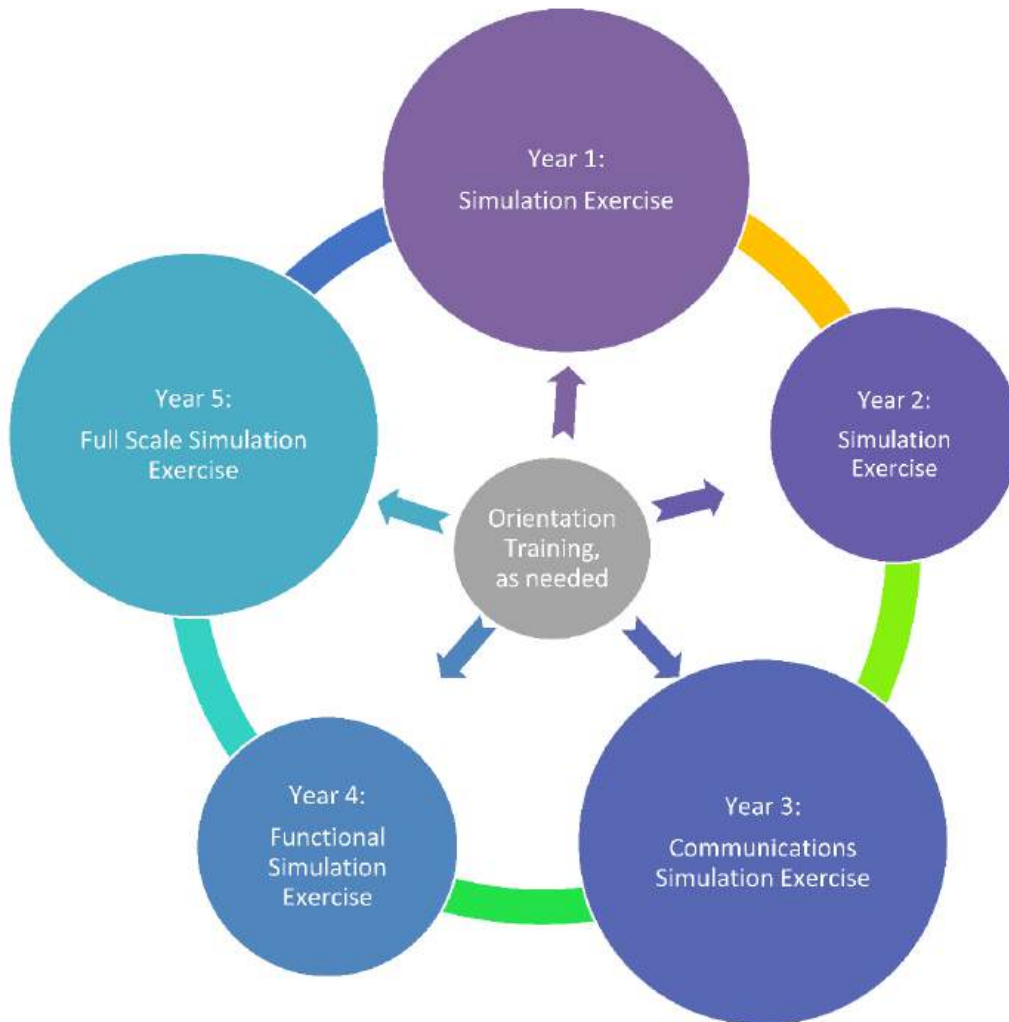 Year 1:
Simulation Exercise
Year 2:
Simulation
Exercise
Year 3:
Communications
Simulation Exercise
Year 4:
Functional
Simulation
Exercise
Year 5:
Full Scale Simulation
Exercise
Orientation
Training,
as needed